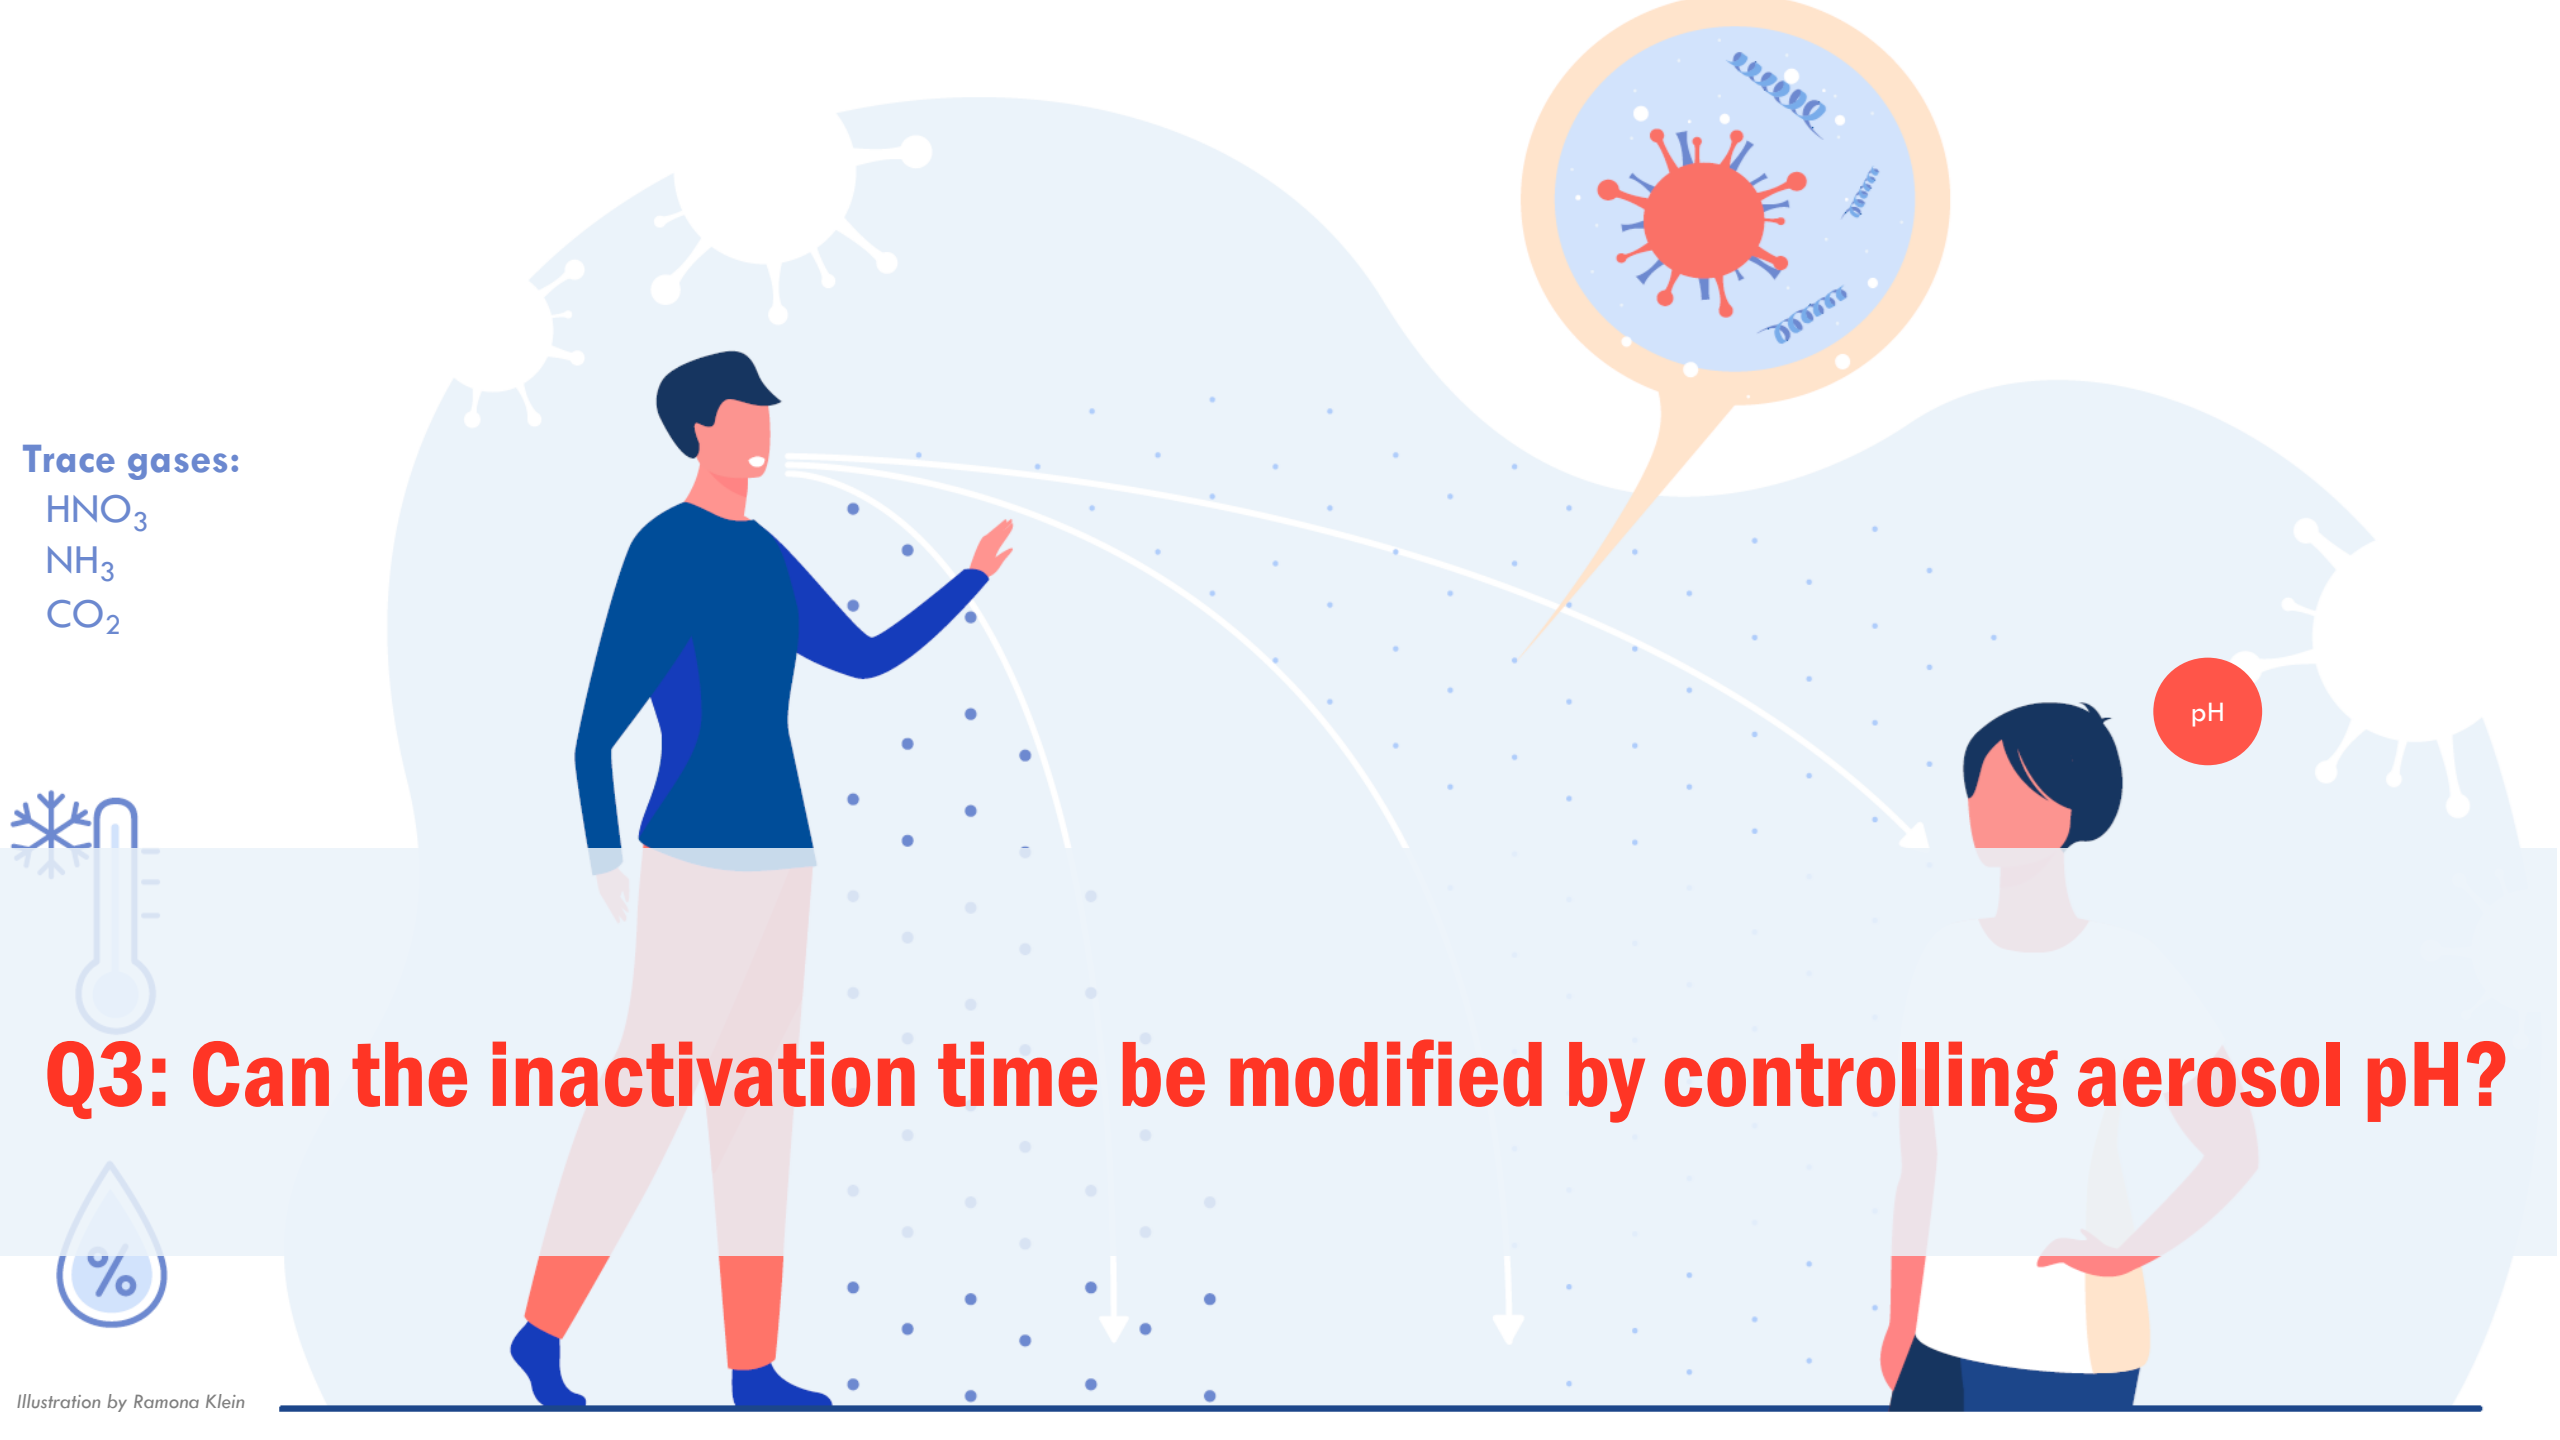 Trace gases:
HNO₃
NH₃
CO₂
pH
Q3: Can the inactivation time be modified by controlling aerosol pH?
%
Illustration by Ramona Klein